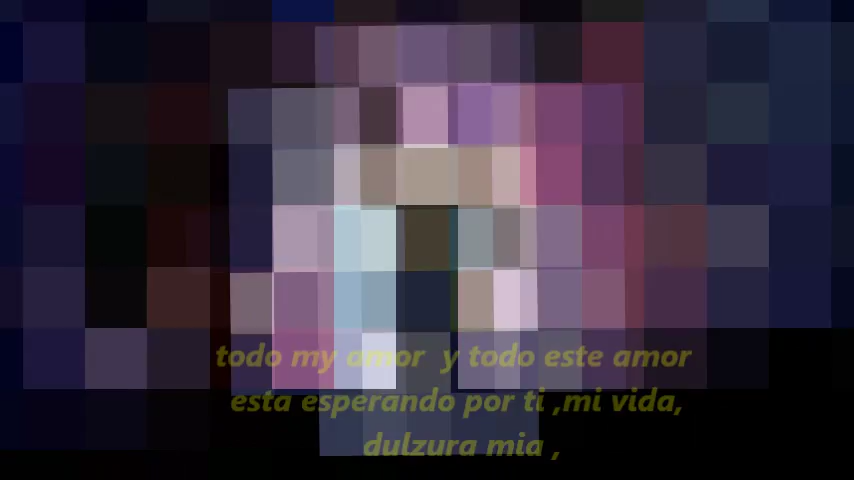 todo my amor y todo este amor
esta esperando por ti ,mi vida,
dulzura mia ,